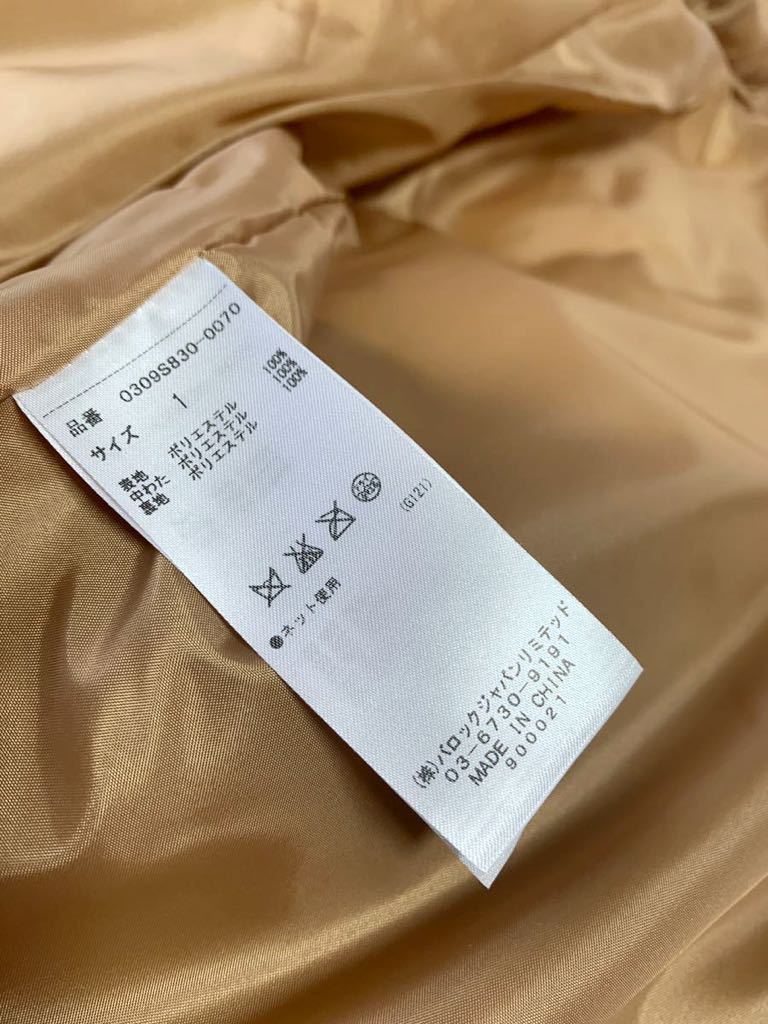 品番 0309S830-0070
サイズ 1
表地 ポリエステル 100%
中わた ポリエステル 100%
裏地 ポリエステル 100%
ドライ
(G121)
●ネット使用
(株)バロックジャパンリミテッド
03-6730-9191
MADE IN CHINA
900021